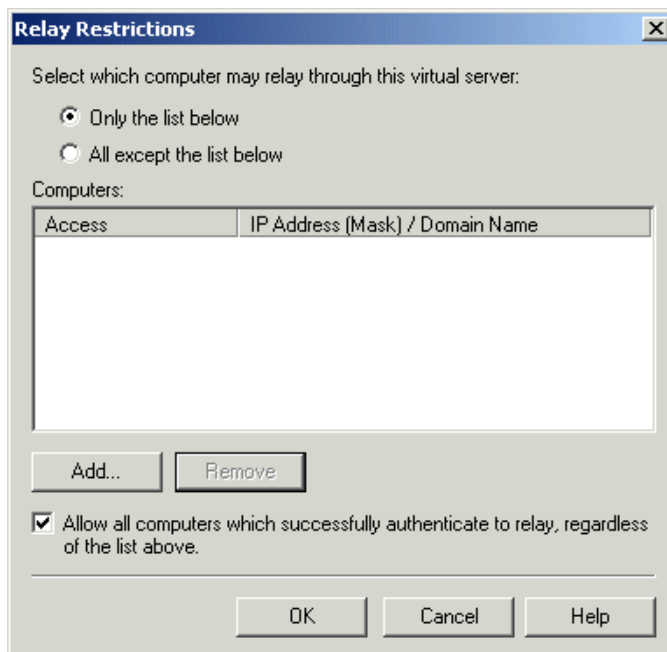 Relay Restrictions
Select which computer may relay through this virtual server:
Only the list below
All except the list below
Computers:
Access IP Address (Mask) / Domain Name
Add... Remove
Allow all computers which successfully authenticate to relay, regardless
of the list above.
OK Cancel Help